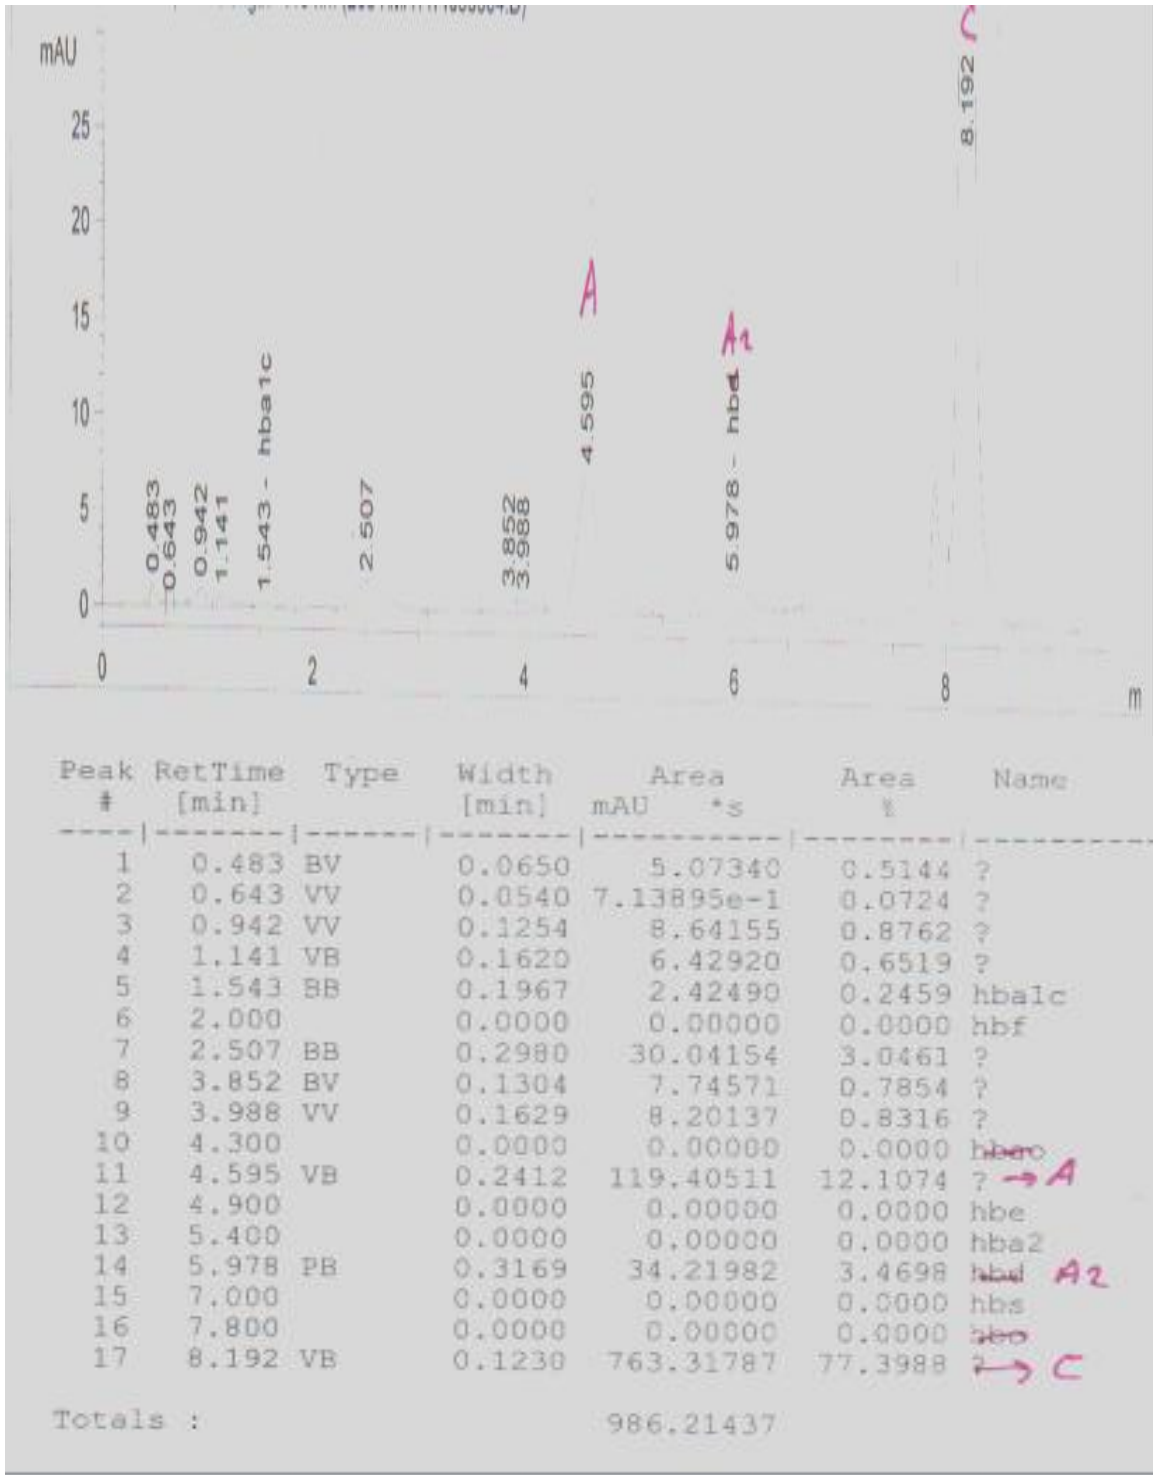 mAU
C
8.192
25
20
A
15
A2
10
5
0
0.483
0.643
0.942
1.141
1.543 - hba1c
2.507
3.852
3.988
4.595
5.978 - hbd
0 2 4 6 8 m
Peak RetTime Type Width Area Area Name
# [min] [min] mAU *s %
----|-------|------|-------|-----------|--------|----------
1 0.483 BV 0.0650 5.07340 0.5144 ?
2 0.643 VV 0.0540 7.13895e-1 0.0724 ?
3 0.942 VV 0.1254 8.64155 0.8762 ?
4 1.141 VB 0.1620 6.42920 0.6519 ?
5 1.543 BB 0.1967 2.42490 0.2459 hba1c
6 2.000 0.0000 0.00000 0.0000 hbf
7 2.507 BB 0.2980 30.04154 3.0461 ?
8 3.852 BV 0.1304 7.74571 0.7854 ?
9 3.988 VV 0.1629 8.20137 0.8316 ?
10 4.300 0.0000 0.00000 0.0000 hbao
11 4.595 VB 0.2412 119.40511 12.1074 ? → A
12 4.900 0.0000 0.00000 0.0000 hbe
13 5.400 0.0000 0.00000 0.0000 hba2
14 5.978 PB 0.3169 34.21982 3.4698 hbd A2
15 7.000 0.0000 0.00000 0.0000 hbs
16 7.800 0.0000 0.00000 0.0000 hbo
17 8.192 VB 0.1230 763.31787 77.3988 ? → C
Totals : 986.21437